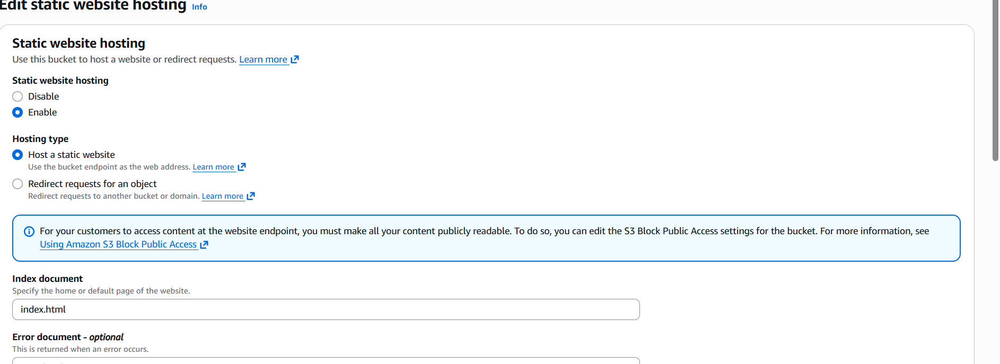 Edit static website hosting Info
Static website hosting
Use this bucket to host a website or redirect requests. Learn more
Static website hosting
Disable
Enable
Hosting type
Host a static website
Use the bucket endpoint as the web address. Learn more
Redirect requests for an object
Redirect requests to another bucket or domain. Learn more
For your customers to access content at the website endpoint, you must make all your content publicly readable. To do so, you can edit the S3 Block Public Access settings for the bucket. For more information, see
Using Amazon S3 Block Public Access
Index document
Specify the home or default page of the website.
index.html
Error document - optional
This is returned when an error occurs.